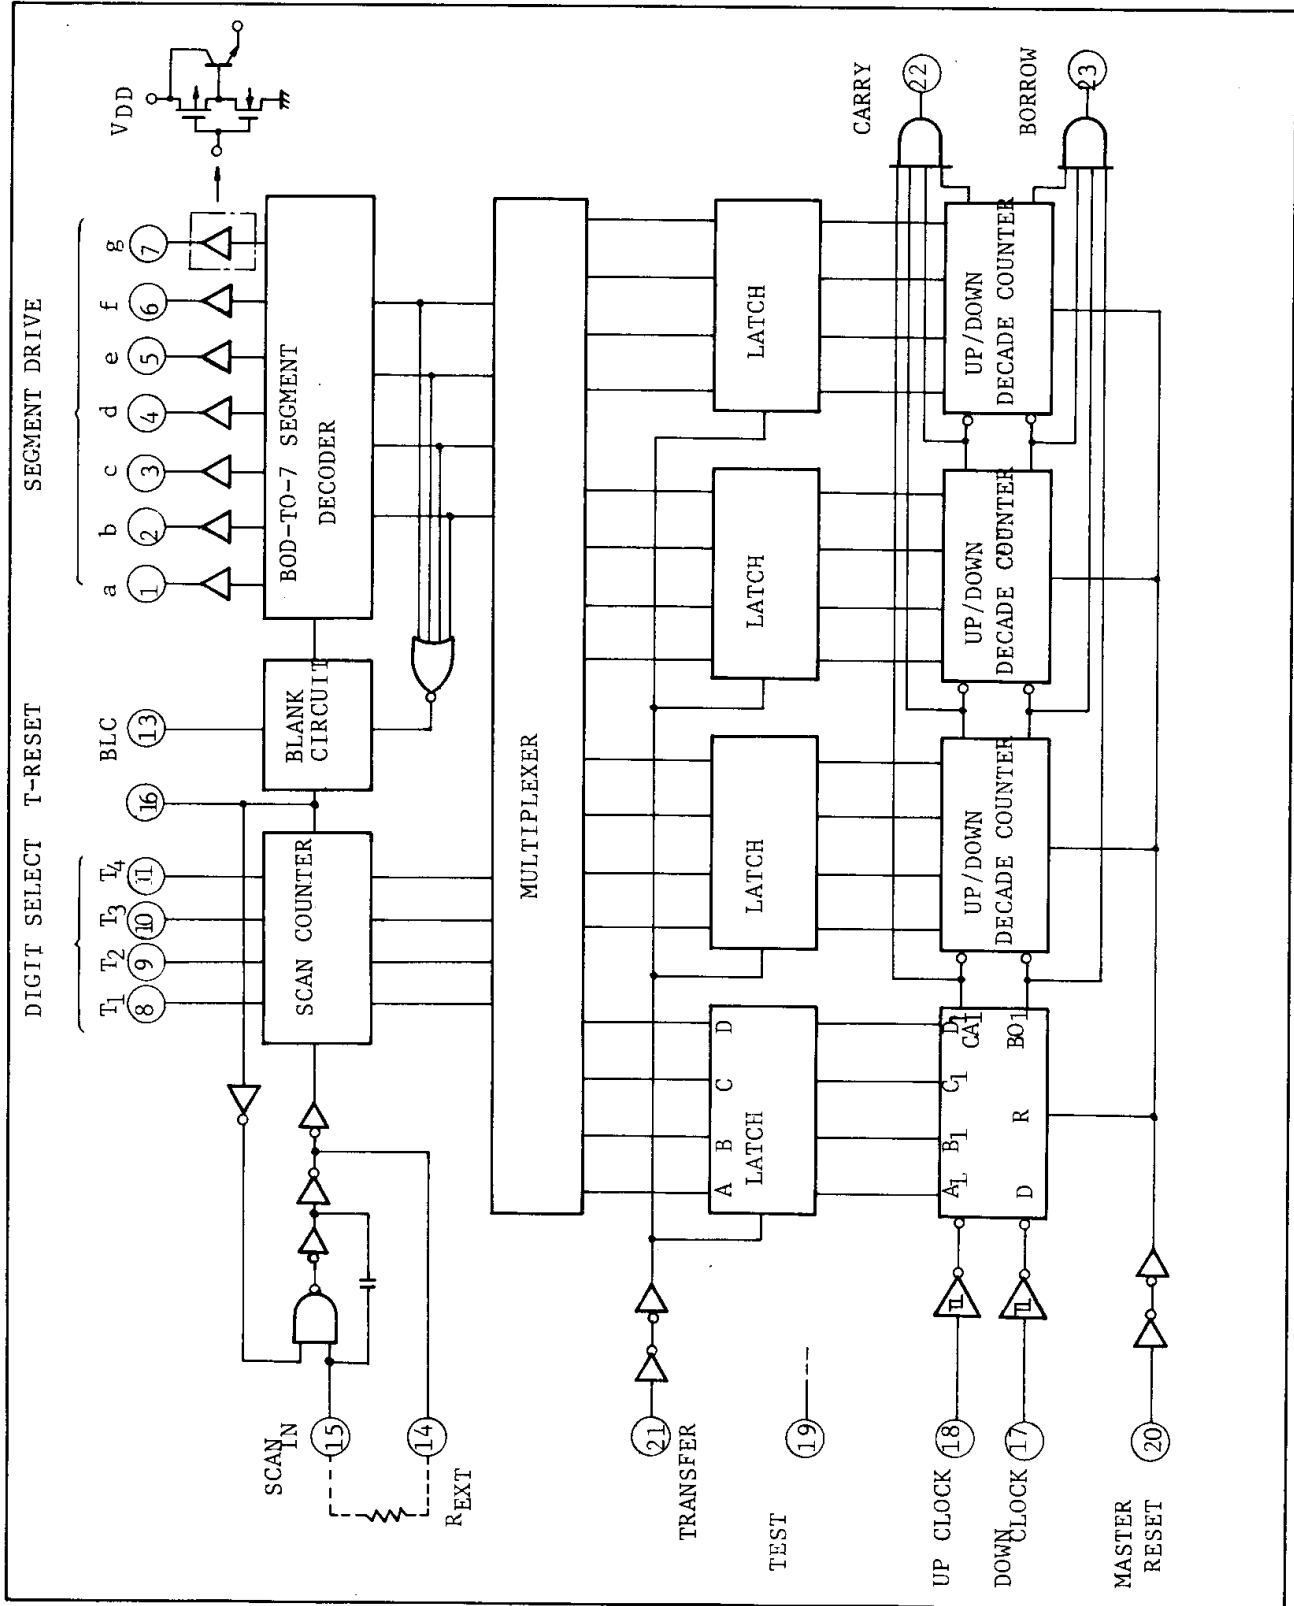 SEGMENT DRIVE
DIGIT SELECT T-RESET
T1 T2 T3 T4
BLC
a b c d e f g
VDD
8 9 10 11 16 13 1 2 3 4 5 6 7
SCAN COUNTER
BLANK
CIRCUIT
BOD-TO-7 SEGMENT
DECODER
SCAN
IN
15
14
REXT
MULTIPLEXER
TRANSFER
21
A B C D
LATCH
LATCH
LATCH
LATCH
TEST
19
CARRY
22
UP CLOCK 18
DOWN
CLOCK 17
A1 B1 C1 D1
CA1
D R BO1
UP/DOWN
DECADE COUNTER
UP/DOWN
DECADE COUNTER
UP/DOWN
DECADE COUNTER
BORROW
23
MASTER
RESET
20